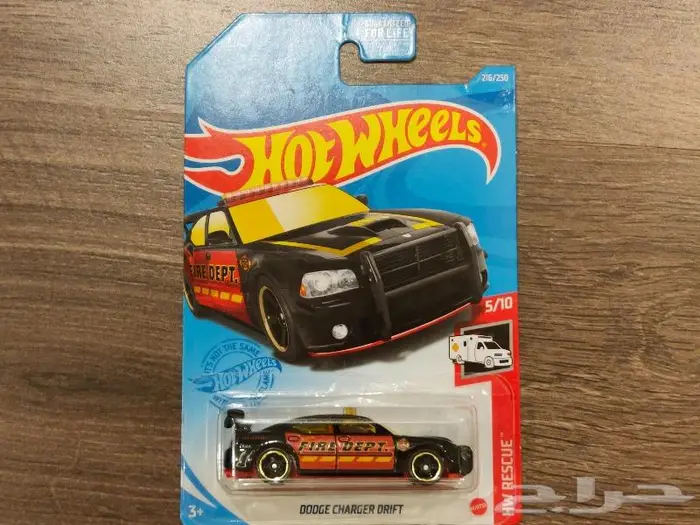 GUARANTEED
FOR LIFE
216/250
HOT WHEELS
FIRE DEPT.
5/10
IT'S NOT THE SAME
HOT WHEELS
FIRE DEPT.
HW RESCUE
MATTEL
3+
DODGE CHARGER DRIFT
حراج